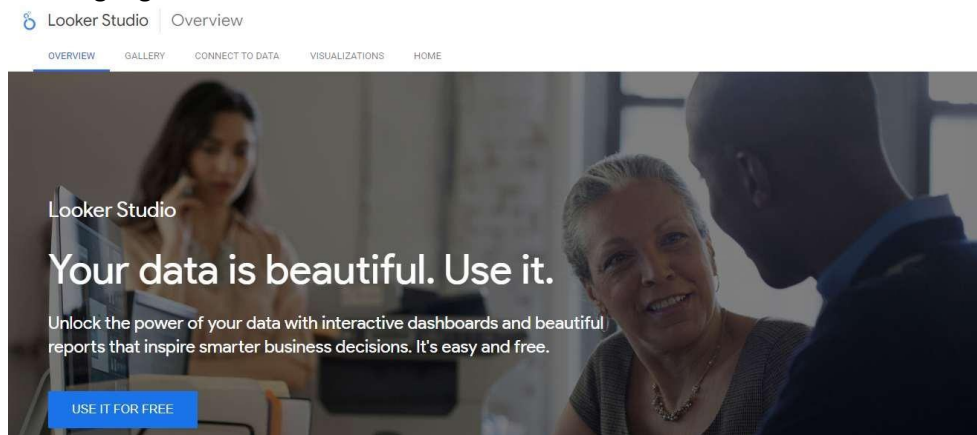 Looker Studio Overview
OVERVIEW GALLERY CONNECT TO DATA VISUALIZATIONS HOME
Looker Studio
Your data is beautiful. Use it.
Unlock the power of your data with interactive dashboards and beautiful
reports that inspire smarter business decisions. It's easy and free.
USE IT FOR FREE